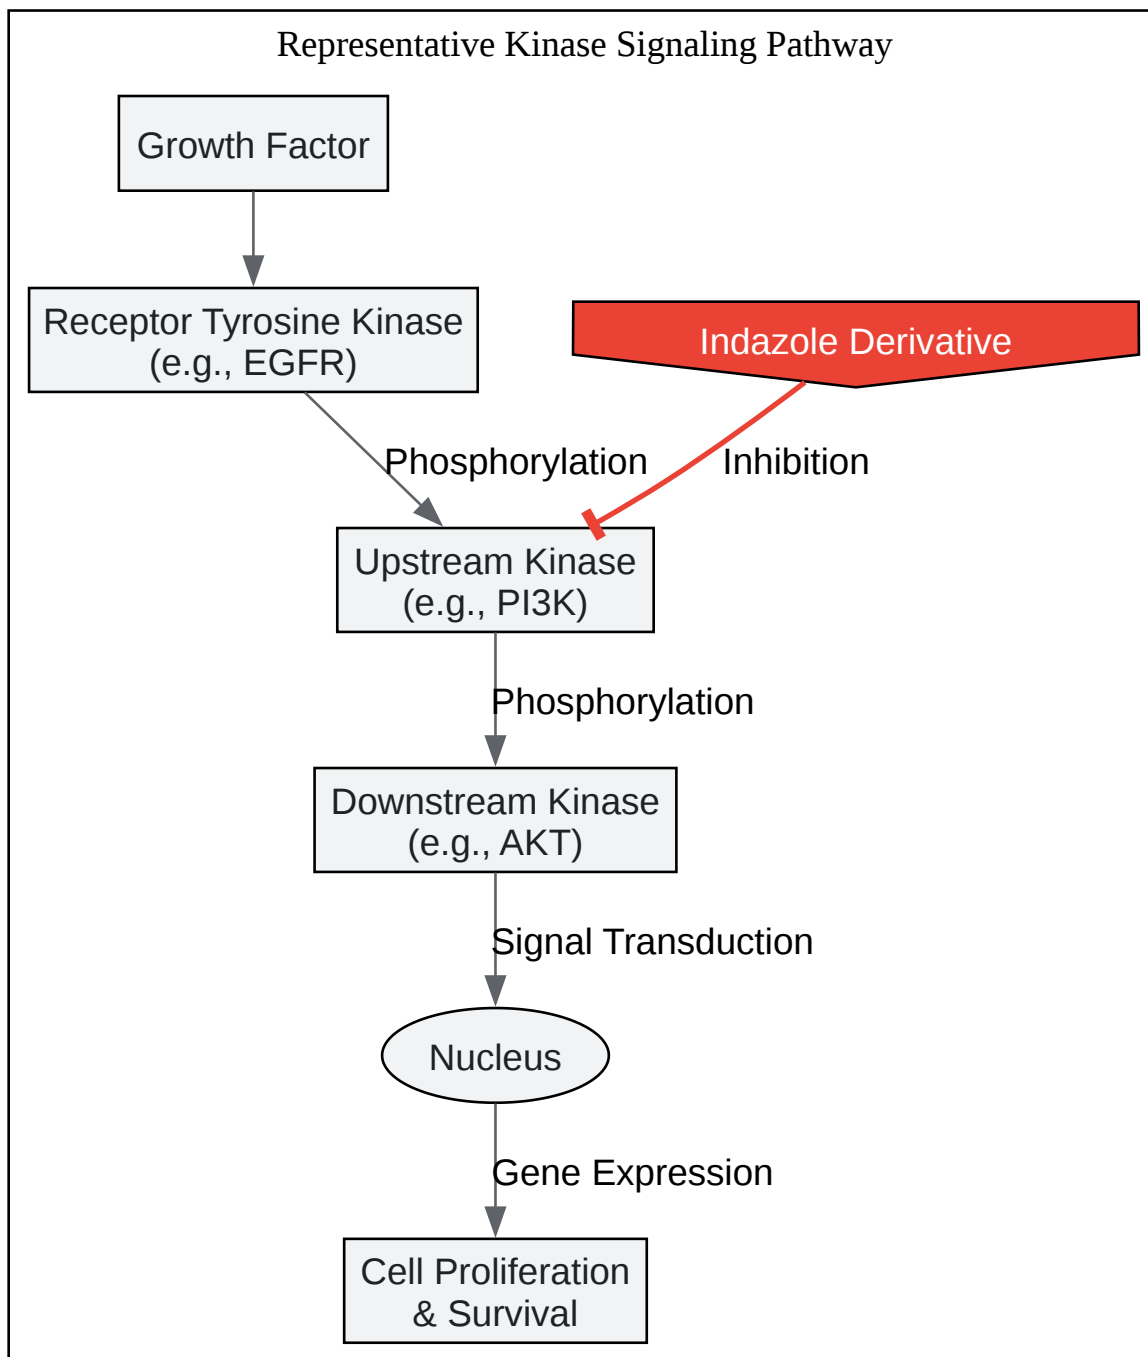 Representative Kinase Signaling Pathway
Growth Factor
Receptor Tyrosine Kinase
(e.g., EGFR)
Indazole Derivative
Phosphorylation
Inhibition
Upstream Kinase
(e.g., PI3K)
Phosphorylation
Downstream Kinase
(e.g., AKT)
Signal Transduction
Nucleus
Gene Expression
Cell Proliferation
& Survival